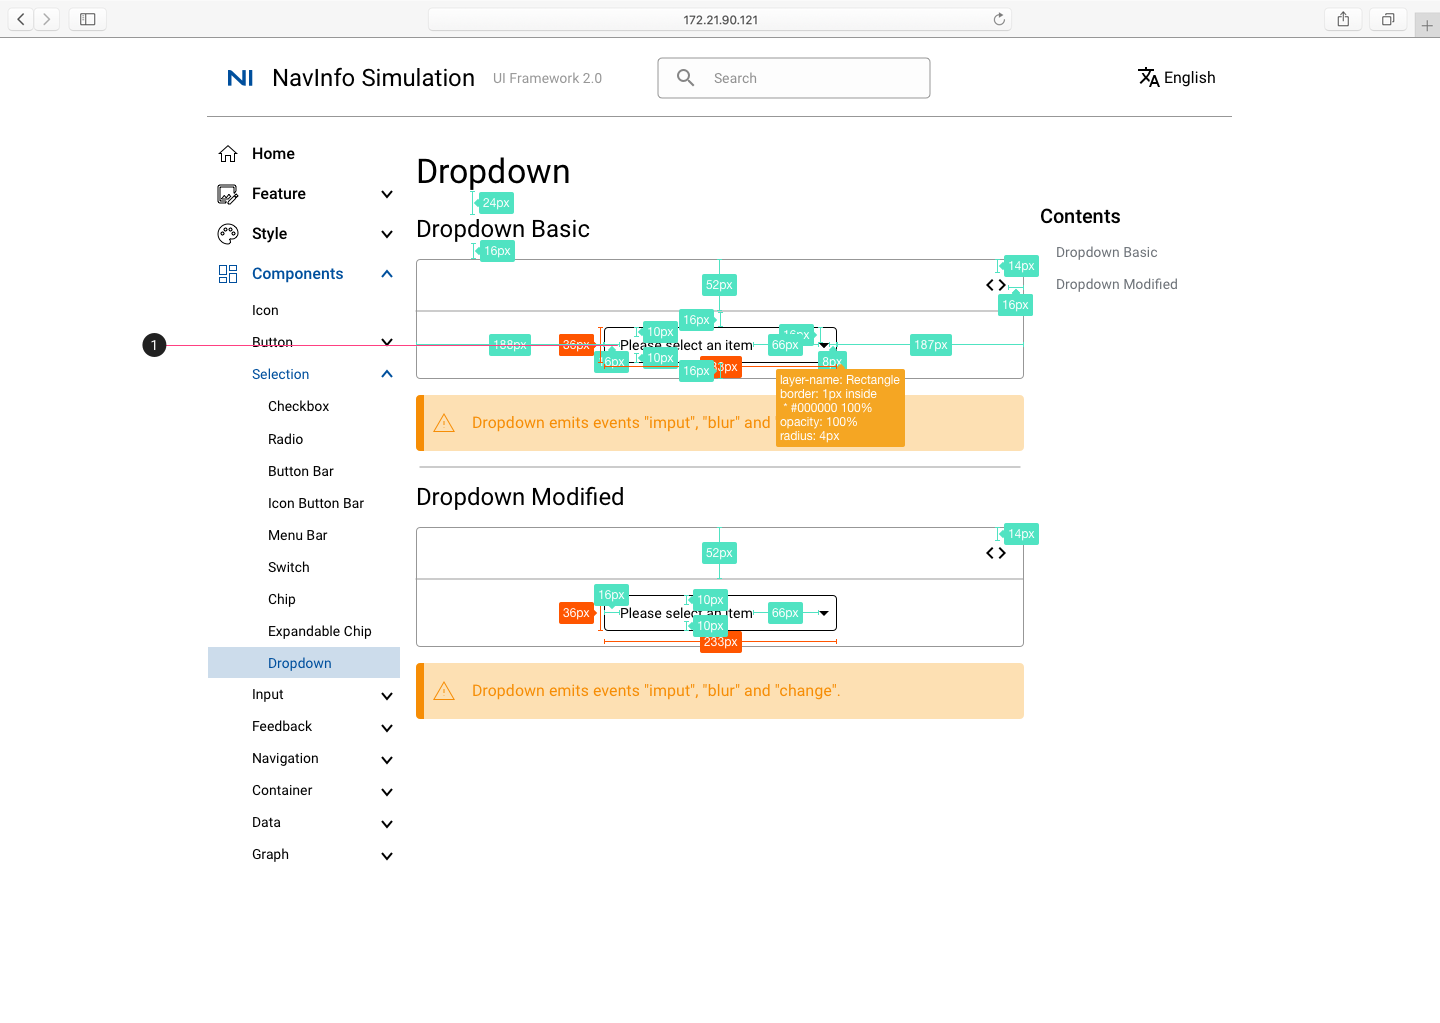 172.21.90.121
NI NavInfo Simulation UI Framework 2.0
Search
English
Home
Feature
Style
Components
Icon
Button
Selection
Checkbox
Radio
Button Bar
Icon Button Bar
Menu Bar
Switch
Chip
Expandable Chip
Dropdown
Input
Feedback
Navigation
Container
Data
Graph
1
Dropdown
24px
Dropdown Basic
16px
14px
52px
16px
16px
10px
16px
188px
36px
Please select an item
66px
187px
10px
8px
16px
layer-name: Rectangle
border: 1px inside
* #000000 100%
opacity: 100%
radius: 4px
Dropdown emits events "imput", "blur" and
Dropdown Modified
14px
52px
16px
10px
36px
Please select an item
66px
10px
233px
Dropdown emits events "imput", "blur" and "change".
Contents
Dropdown Basic
Dropdown Modified